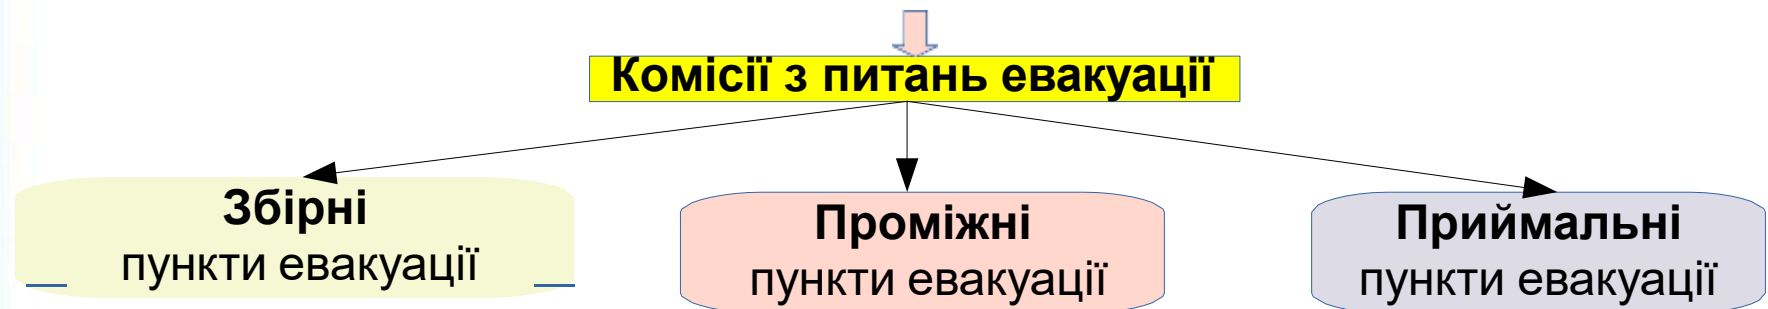 Комісії з питань евакуації
Збірні
пункти евакуації
Проміжні
пункти евакуації
Приймальні
пункти евакуації